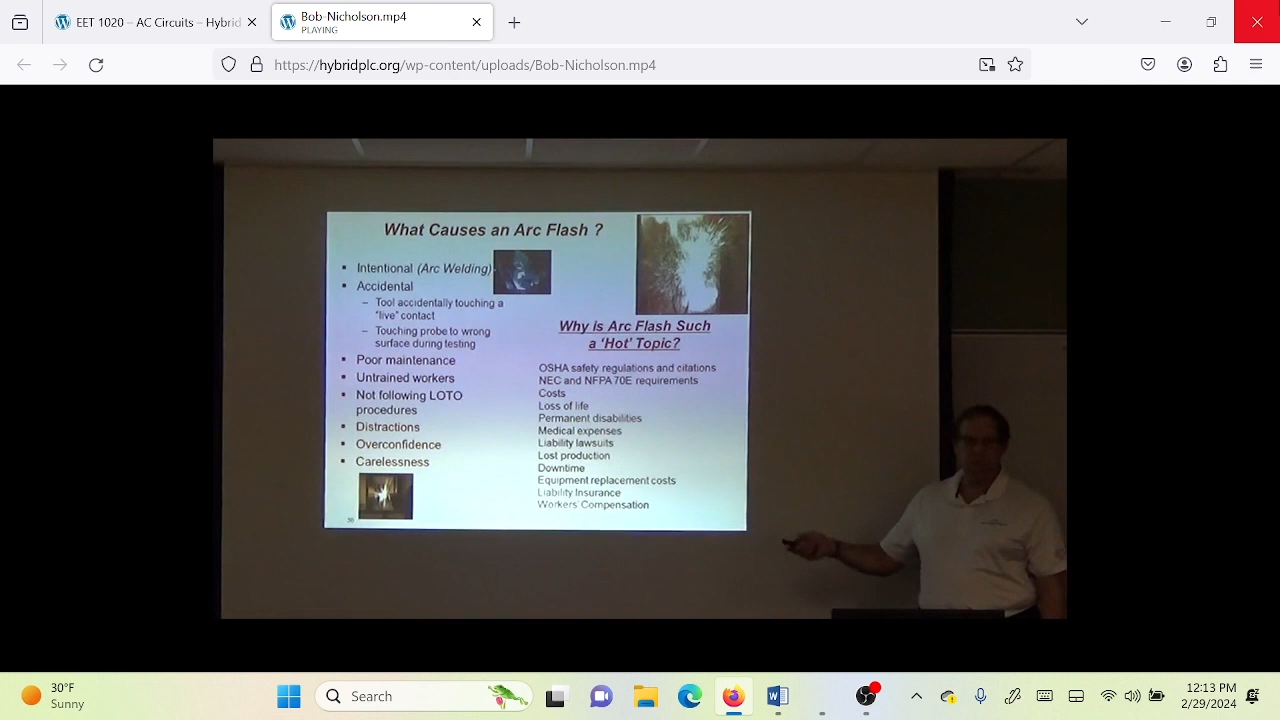 EET 1020 – AC Circuits – Hybrid
Bob-Nicholson.mp4
PLAYING
https://hybridplc.org/wp-content/uploads/Bob-Nicholson.mp4
What Causes an Arc Flash ?
Intentional (Arc Welding)
Accidental
– Tool accidentally touching a
"live" contact
– Touching probe to wrong
surface during testing
Poor maintenance
Untrained workers
Not following LOTO
procedures
Distractions
Overconfidence
Carelessness
Why is Arc Flash Such
a 'Hot' Topic?
OSHA safety regulations and citations
NEC and NFPA 70E requirements
Costs
Loss of life
Permanent disabilities
Medical expenses
Liability lawsuits
Lost production
Downtime
Equipment replacement costs
Liability Insurance
Workers' Compensation
30°F
Sunny
Search
12:13 PM
2/29/2024